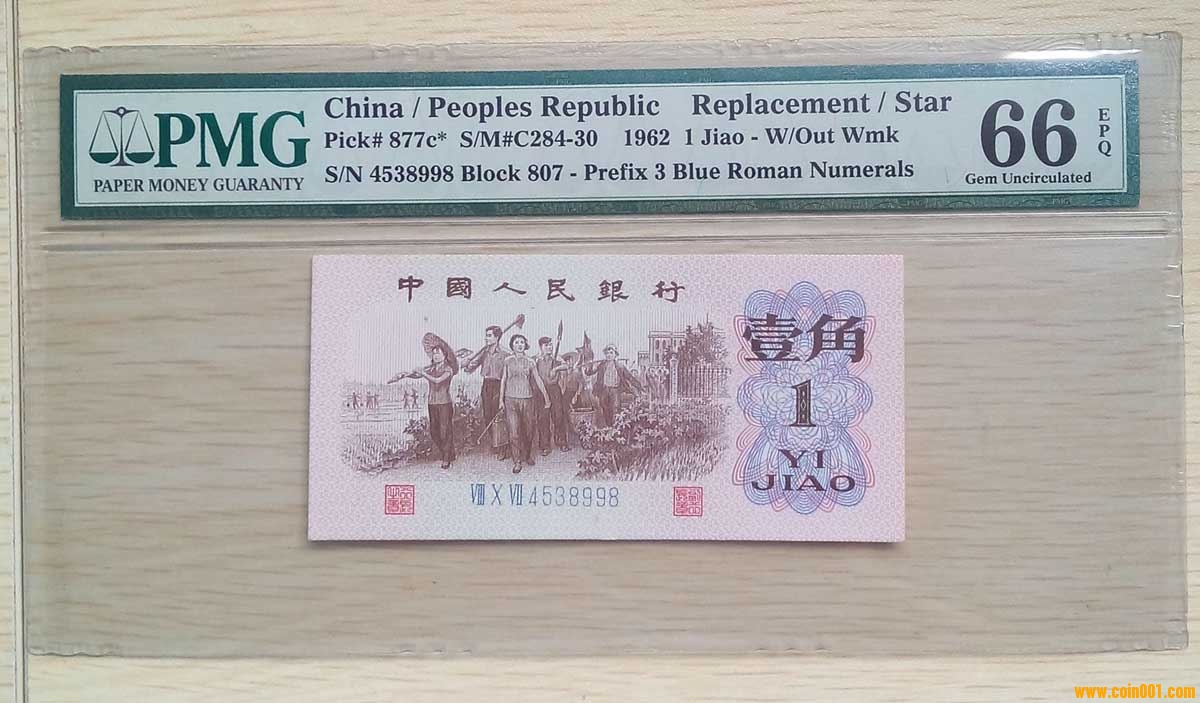 PMG
PAPER MONEY GUARANTY
China / Peoples Republic Replacement / Star
Pick# 877c* S/M#C284-30 1962 1 Jiao - W/Out Wmk
S/N 4538998 Block 807 - Prefix 3 Blue Roman Numerals
66
EPQ
Gem Uncirculated
中國人民銀行
壹角
1
YI
JIAO
Ⅷ Ⅹ Ⅶ 4538998
www.coin001.com